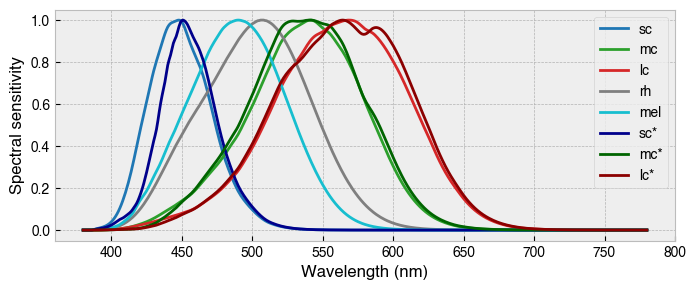 Spectral sensitivity
1.0
0.8
0.6
0.4
0.2
0.0
sc
mc
lc
rh
mel
sc*
mc*
lc*
400 450 500 550 600 650 700 750 800
Wavelength (nm)